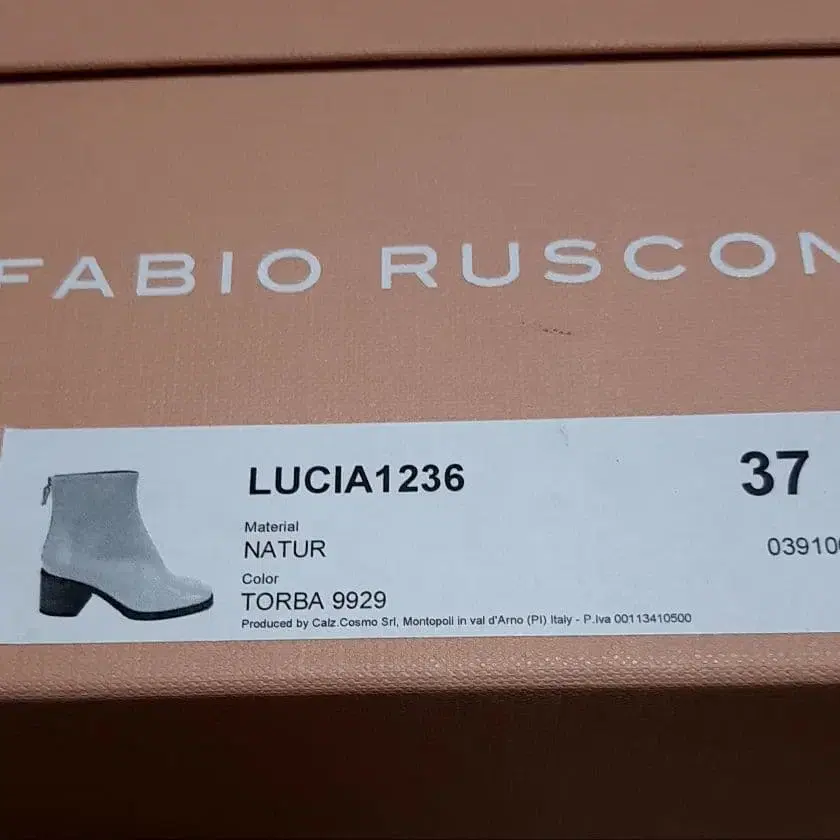 FABIO RUSCON
LUCIA1236
37
Material
NATUR
03910
Color
TORBA 9929
Produced by Calz.Cosmo Srl, Montopoli in val d'Arno (PI) Italy - P.Iva 00113410500